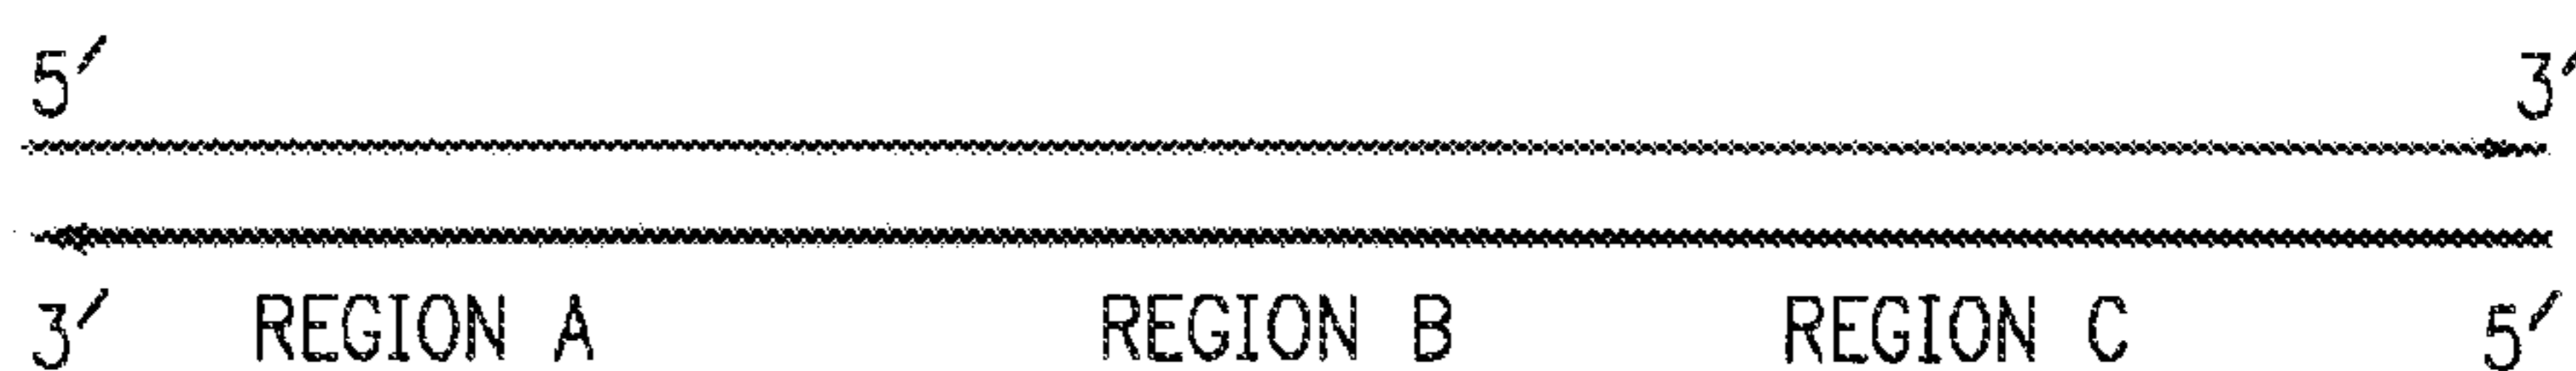 5′ 3′
3′ REGION A REGION B REGION C 5′